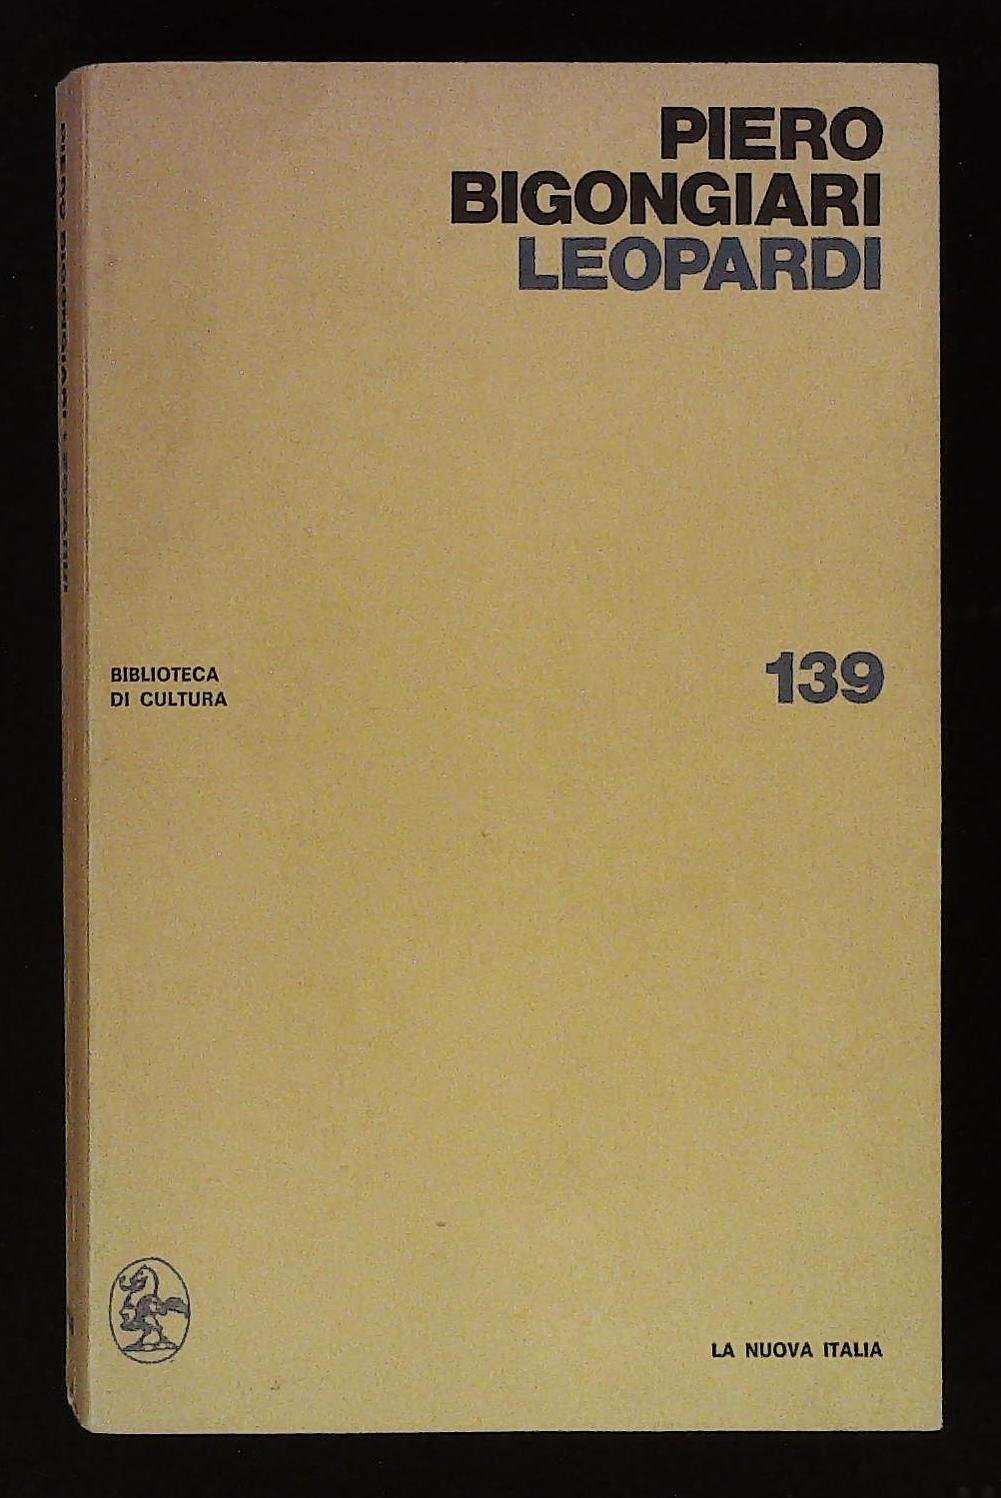 PIERO
BIGONGIARI
LEOPARDI
BIBLIOTECA
DI CULTURA
139
LA NUOVA ITALIA
PIERO BIGONGIARI LEOPARDI